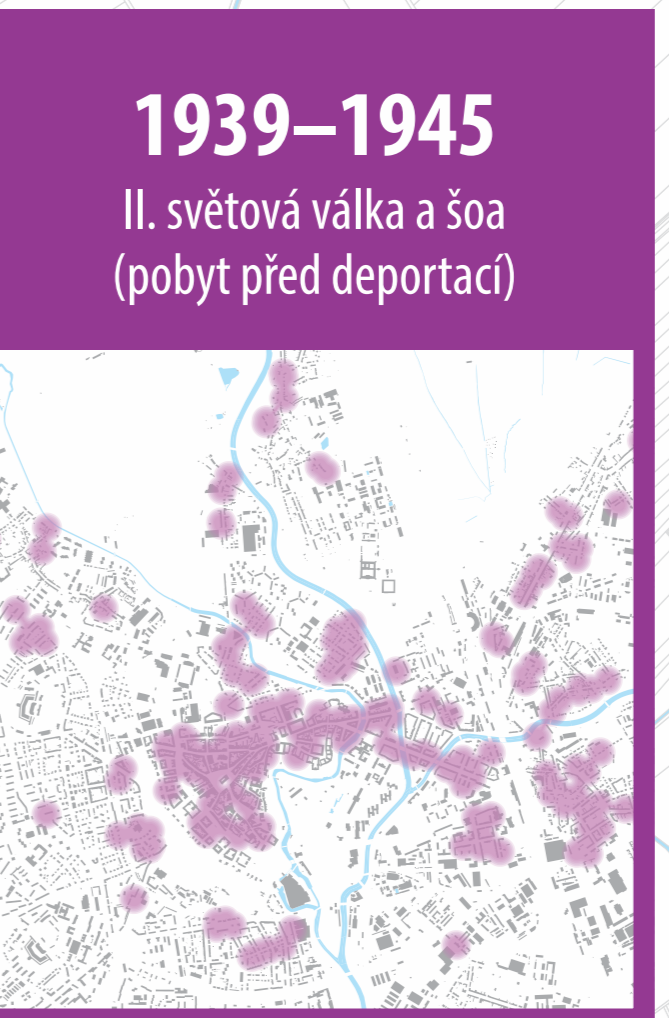 1939–1945
II. světová válka a šoa
(pobyt před deportací)